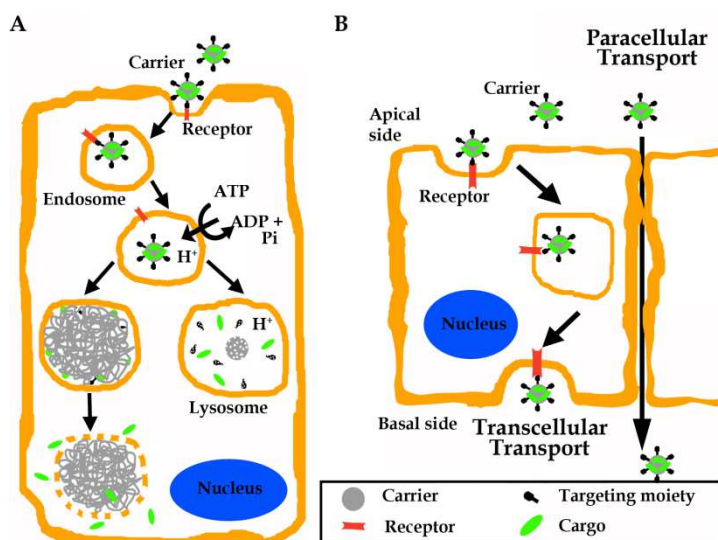 A
Carrier
Receptor
Endosome
ATP
ADP +
Pi
H⁺
H⁺
Lysosome
Nucleus
B
Paracellular
Transport
Carrier
Apical
side
Receptor
Nucleus
Basal side
Transcellular
Transport
Carrier
Targeting moiety
Receptor
Cargo